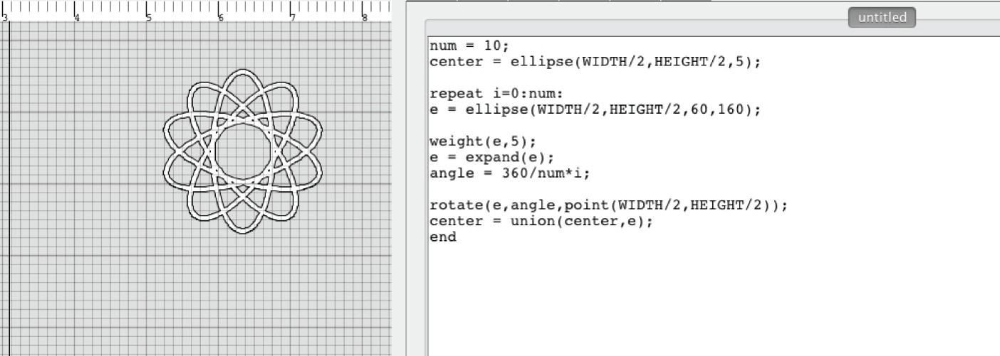 3 4 5 6 7 8
untitled
num = 10;
center = ellipse(WIDTH/2,HEIGHT/2,5);
repeat i=0:num:
e = ellipse(WIDTH/2,HEIGHT/2,60,160);
weight(e,5);
e = expand(e);
angle = 360/num*i;
rotate(e,angle,point(WIDTH/2,HEIGHT/2));
center = union(center,e);
end